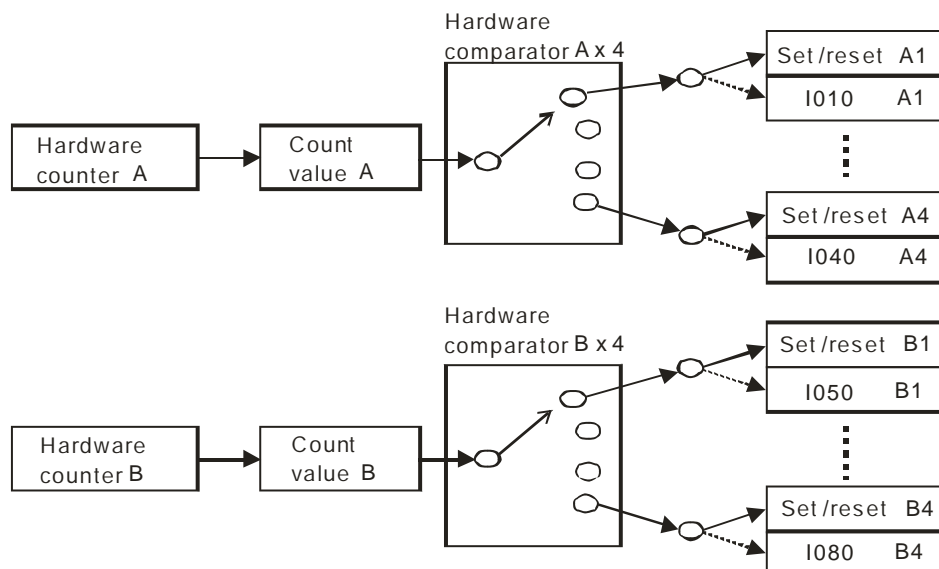 Hardware
comparator A x 4
Set/reset A1
I010 A1
Hardware
counter A
Count
value A
Set/reset A4
I040 A4
Hardware
comparator B x 4
Set/reset B1
I050 B1
Hardware
counter B
Count
value B
Set/reset B4
I080 B4